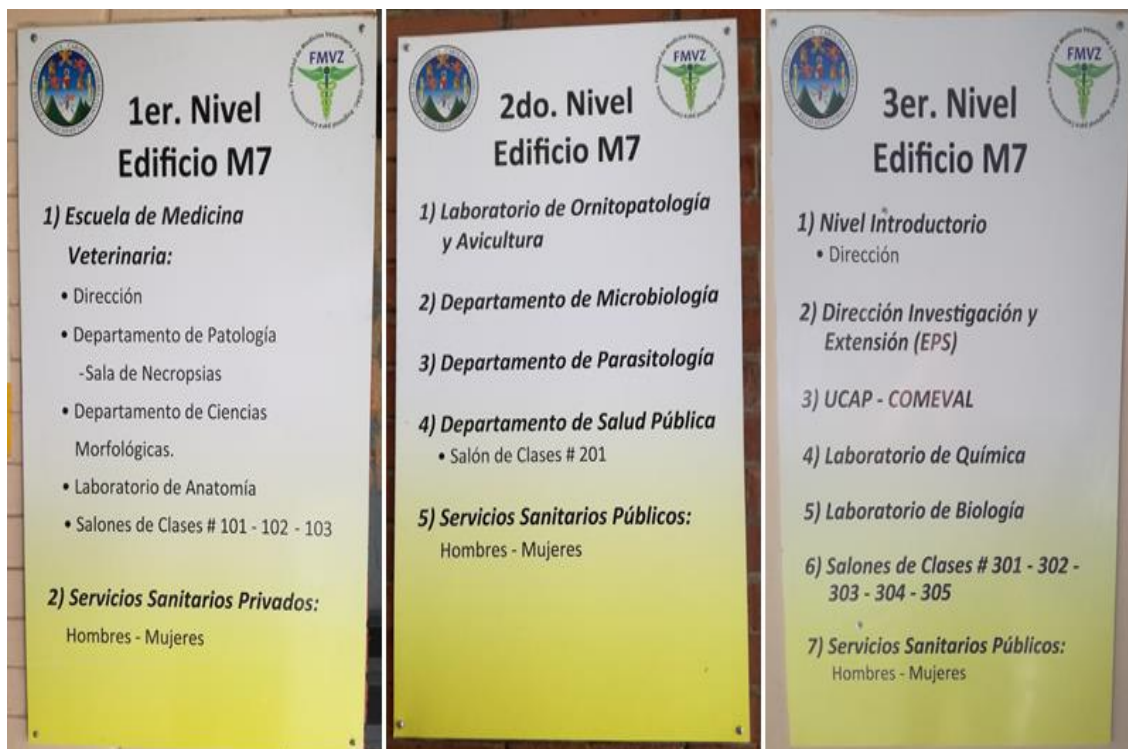 FMVZ
1er. Nivel
Edificio M7
1) Escuela de Medicina
Veterinaria:
• Dirección
• Departamento de Patología
-Sala de Necropsias
• Departamento de Ciencias
Morfológicas.
• Laboratorio de Anatomía
• Salones de Clases # 101 - 102 - 103
2) Servicios Sanitarios Privados:
Hombres - Mujeres
FMVZ
2do. Nivel
Edificio M7
1) Laboratorio de Ornitopatología
y Avicultura
2) Departamento de Microbiología
3) Departamento de Parasitología
4) Departamento de Salud Pública
• Salón de Clases # 201
5) Servicios Sanitarios Públicos:
Hombres - Mujeres
FMVZ
3er. Nivel
Edificio M7
1) Nivel Introductorio
• Dirección
2) Dirección Investigación y
Extensión (EPS)
3) UCAP - COMEVAL
4) Laboratorio de Química
5) Laboratorio de Biología
6) Salones de Clases # 301 - 302 -
303 - 304 - 305
7) Servicios Sanitarios Públicos:
Hombres - Mujeres